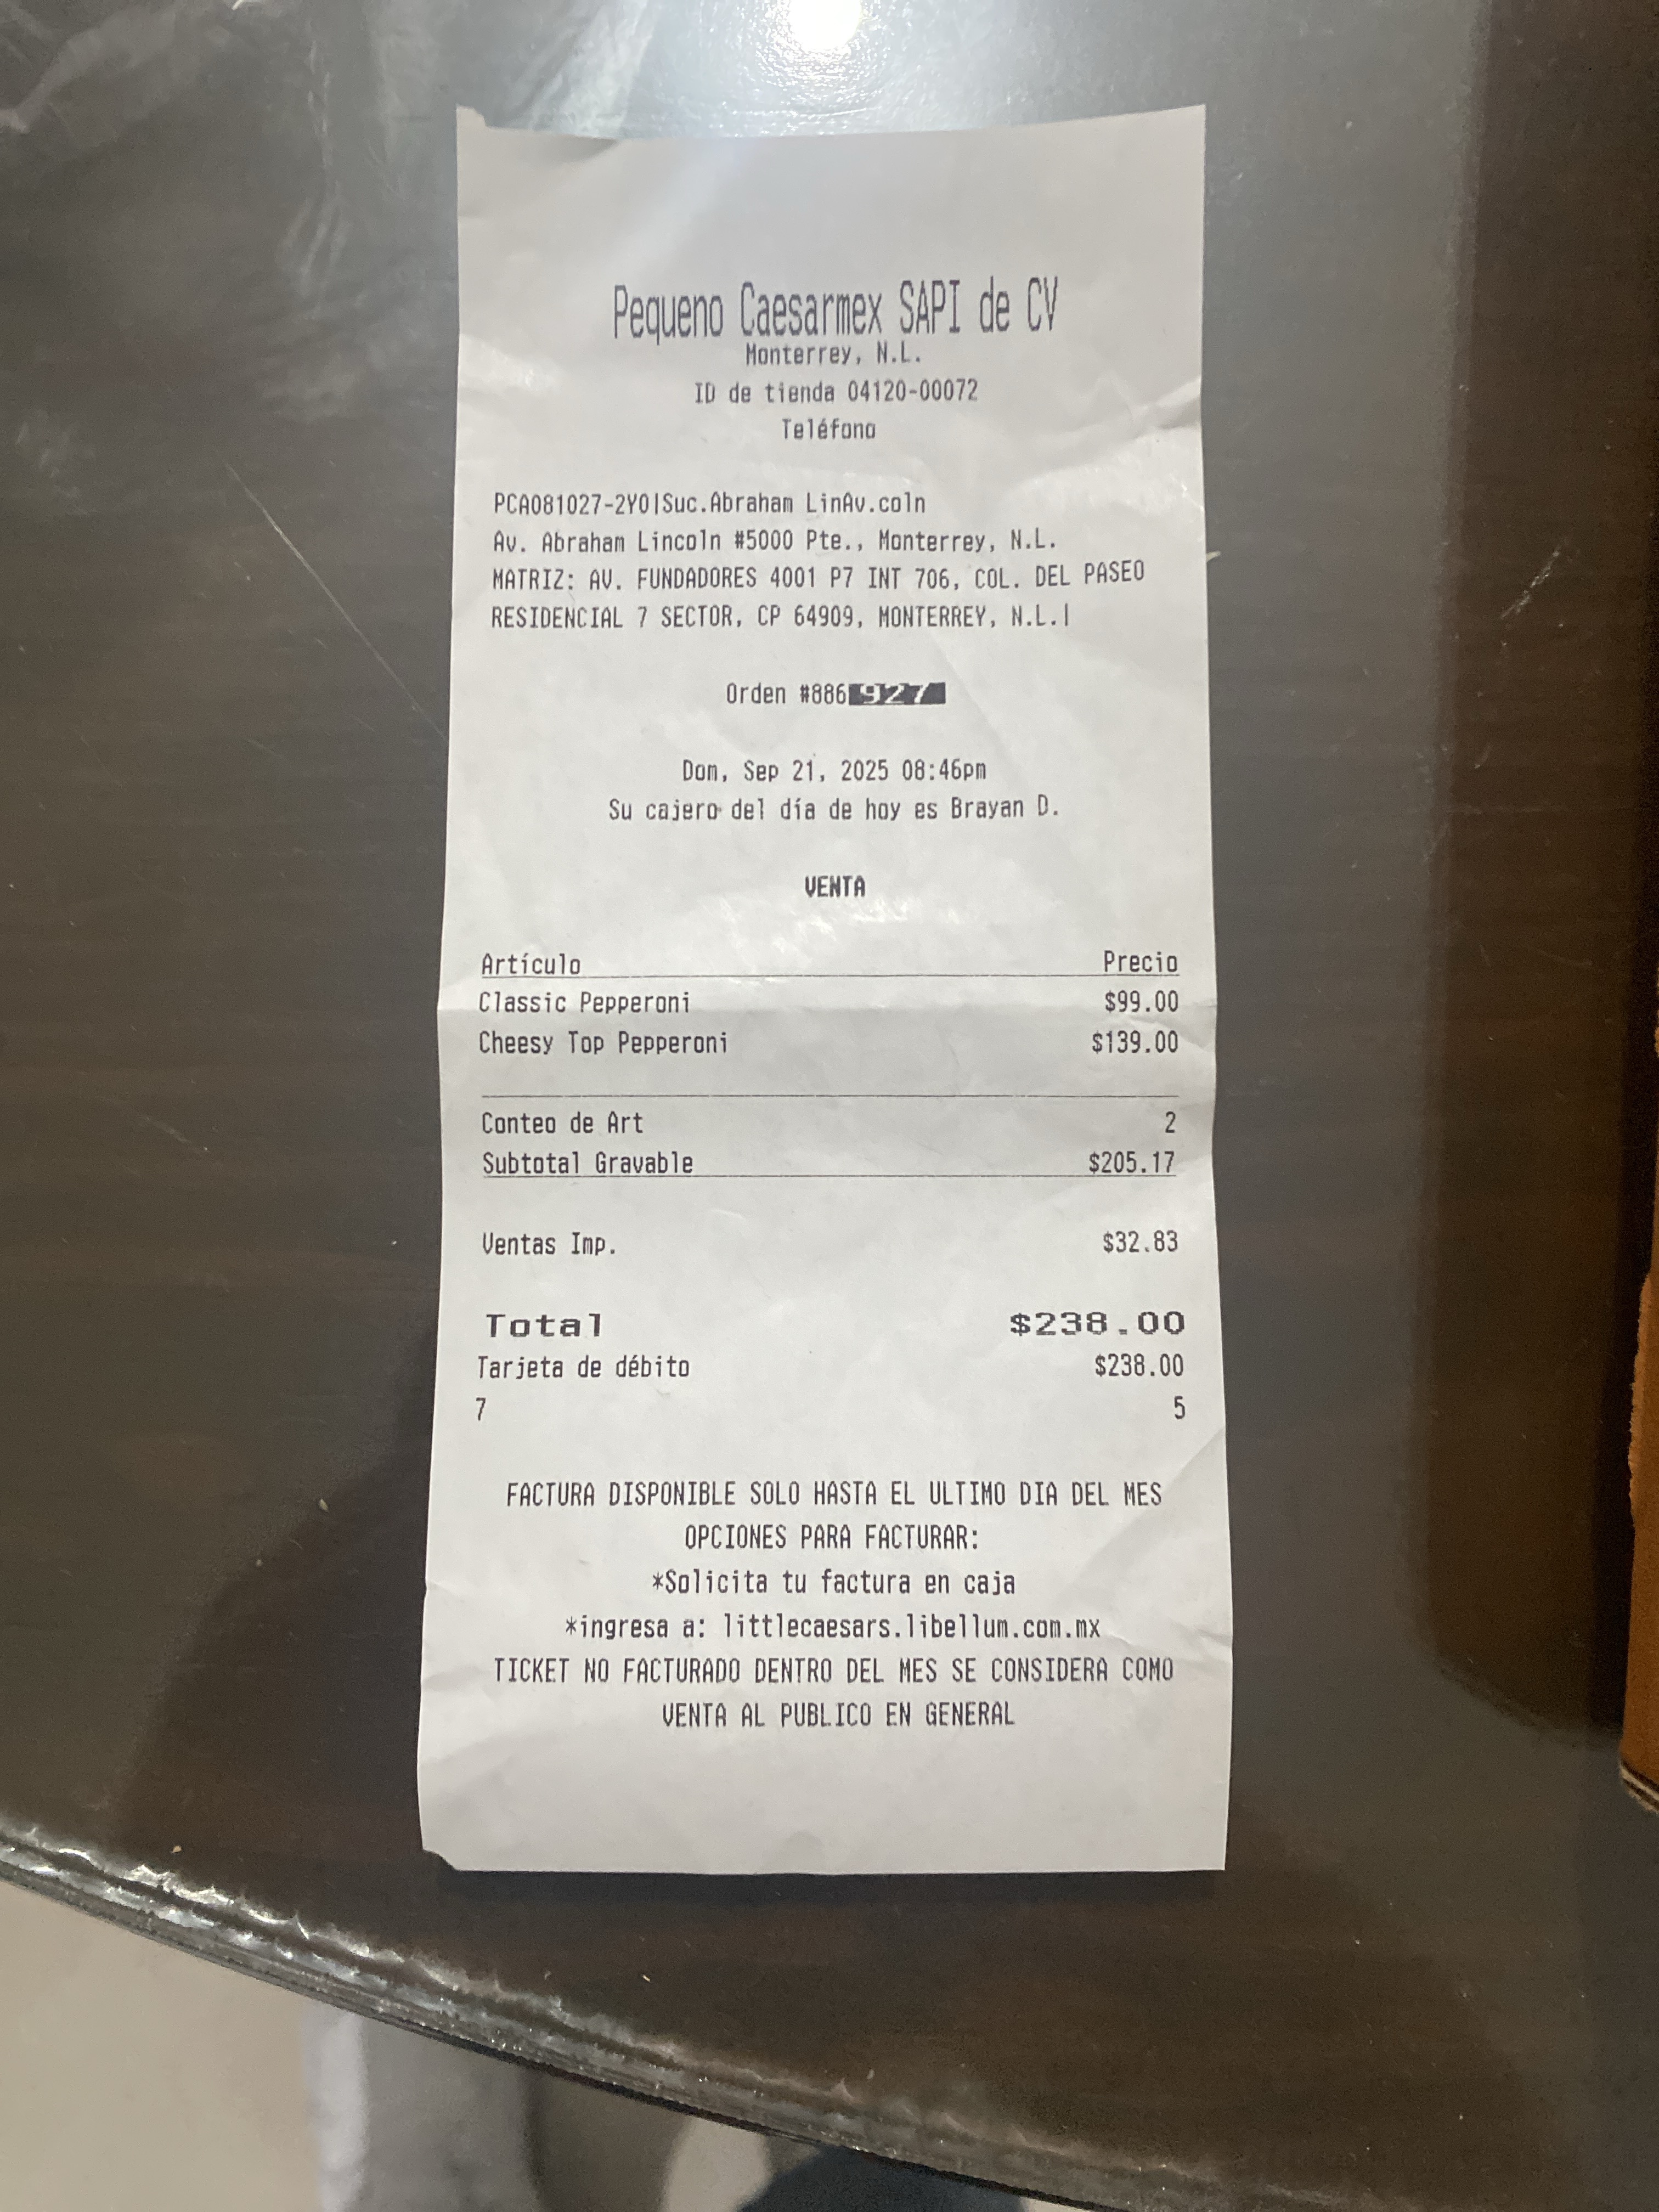 Pequeno Caesarmex SAPI de CV
Monterrey, N.L.
ID de tienda 04120-00072
Teléfono
PCA081027-2Y0|Suc.Abraham LinAv.coln
Av. Abraham Lincoln #5000 Pte., Monterrey, N.L.
MATRIZ: AV. FUNDADORES 4001 P7 INT 706, COL. DEL PASEO
RESIDENCIAL 7 SECTOR, CP 64909, MONTERREY, N.L.|
Orden #886927
Dom, Sep 21, 2025 08:46pm
Su cajero del día de hoy es Brayan D.
VENTA
Artículo Precio
Classic Pepperoni $99.00
Cheesy Top Pepperoni $139.00
Conteo de Art 2
Subtotal Gravable $205.17
Ventas Imp. $32.83
Total $238.00
Tarjeta de débito $238.00
7 5
FACTURA DISPONIBLE SOLO HASTA EL ULTIMO DIA DEL MES
OPCIONES PARA FACTURAR:
*Solicita tu factura en caja
*ingresa a: littlecaesars.libellum.com.mx
TICKET NO FACTURADO DENTRO DEL MES SE CONSIDERA COMO
VENTA AL PUBLICO EN GENERAL